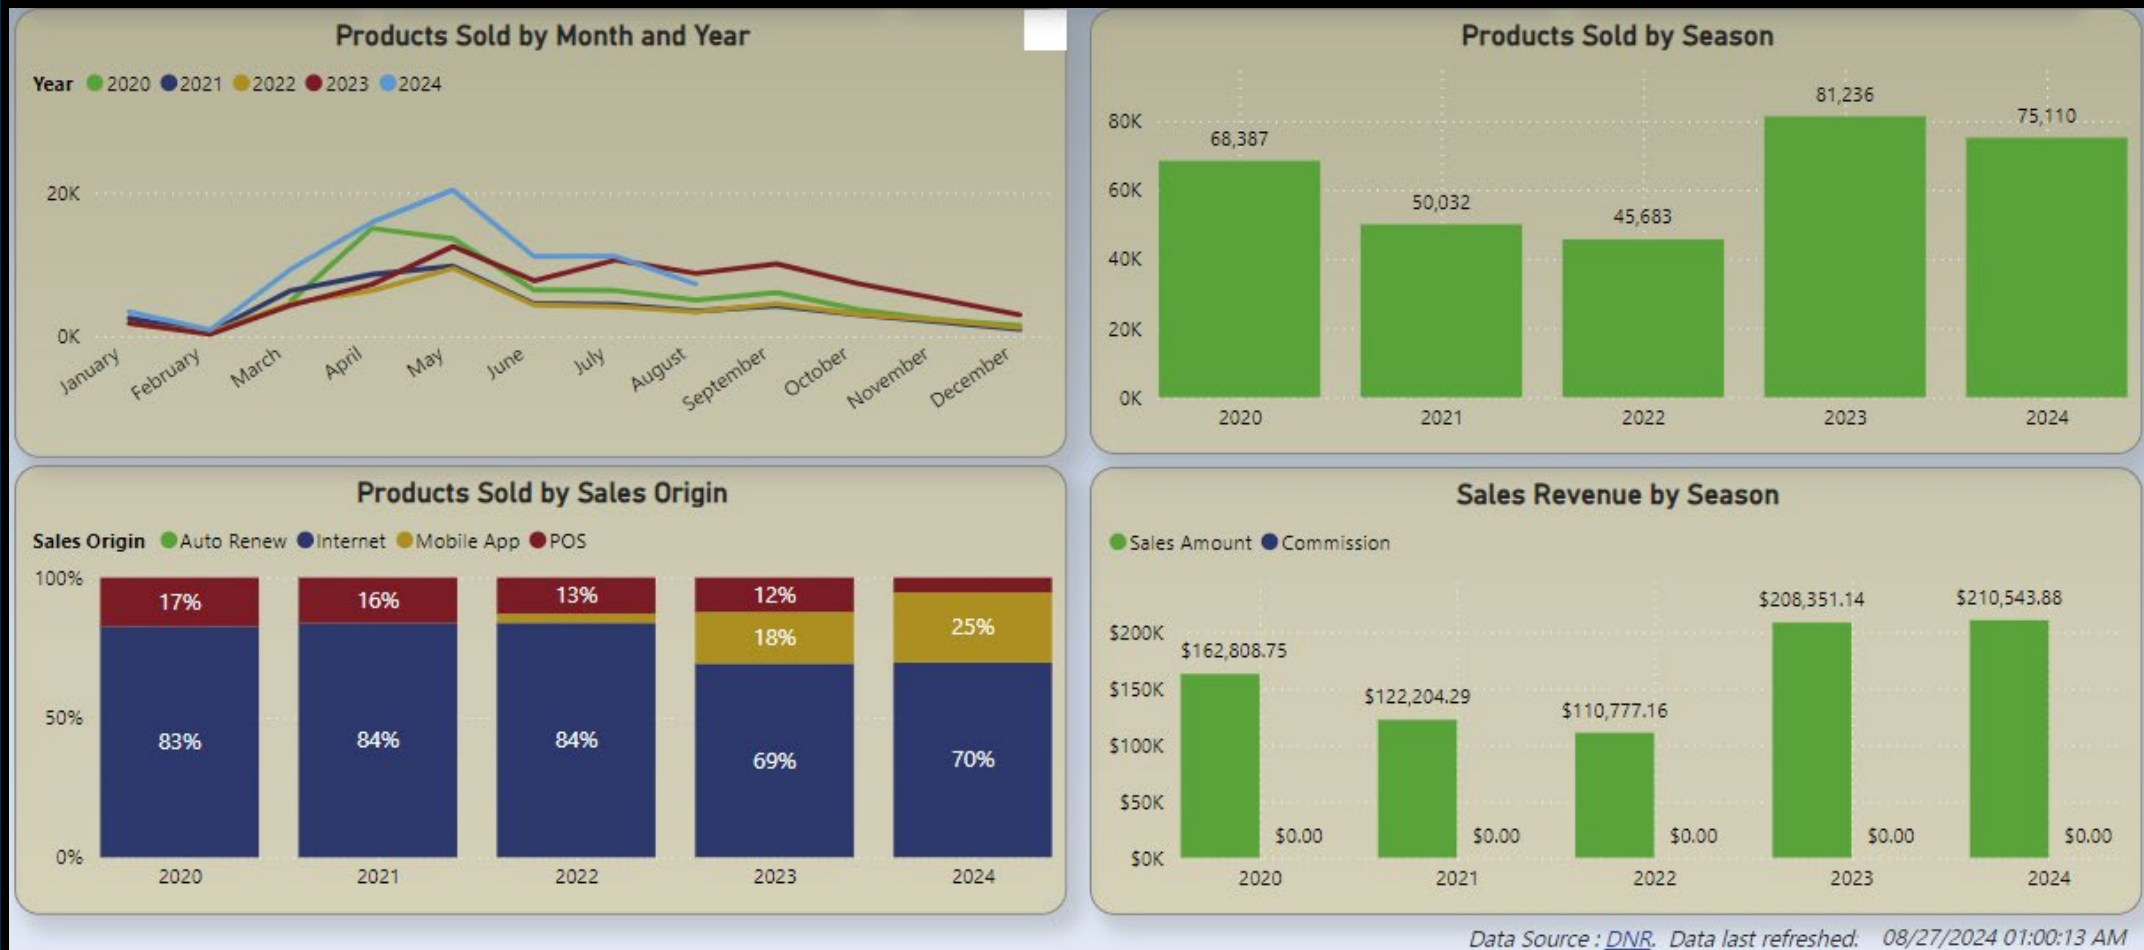 Products Sold by Month and Year
Year 2020 2021 2022 2023 2024
20K
0K
January February March April May June July August September October November December
Products Sold by Season
80K
60K
40K
20K
0K
68,387 50,032 45,683 81,236 75,110
2020 2021 2022 2023 2024
Products Sold by Sales Origin
Sales Origin Auto Renew Internet Mobile App POS
100%
50%
0%
17% 16% 13% 12%
18% 25%
83% 84% 84% 69% 70%
2020 2021 2022 2023 2024
Sales Revenue by Season
Sales Amount Commission
$200K
$150K
$100K
$50K
$0K
$162,808.75 $122,204.29 $110,777.16 $208,351.14 $210,543.88
$0.00 $0.00 $0.00 $0.00 $0.00
2020 2021 2022 2023 2024
Data Source : DNR. Data last refreshed: 08/27/2024 01:00:13 AM